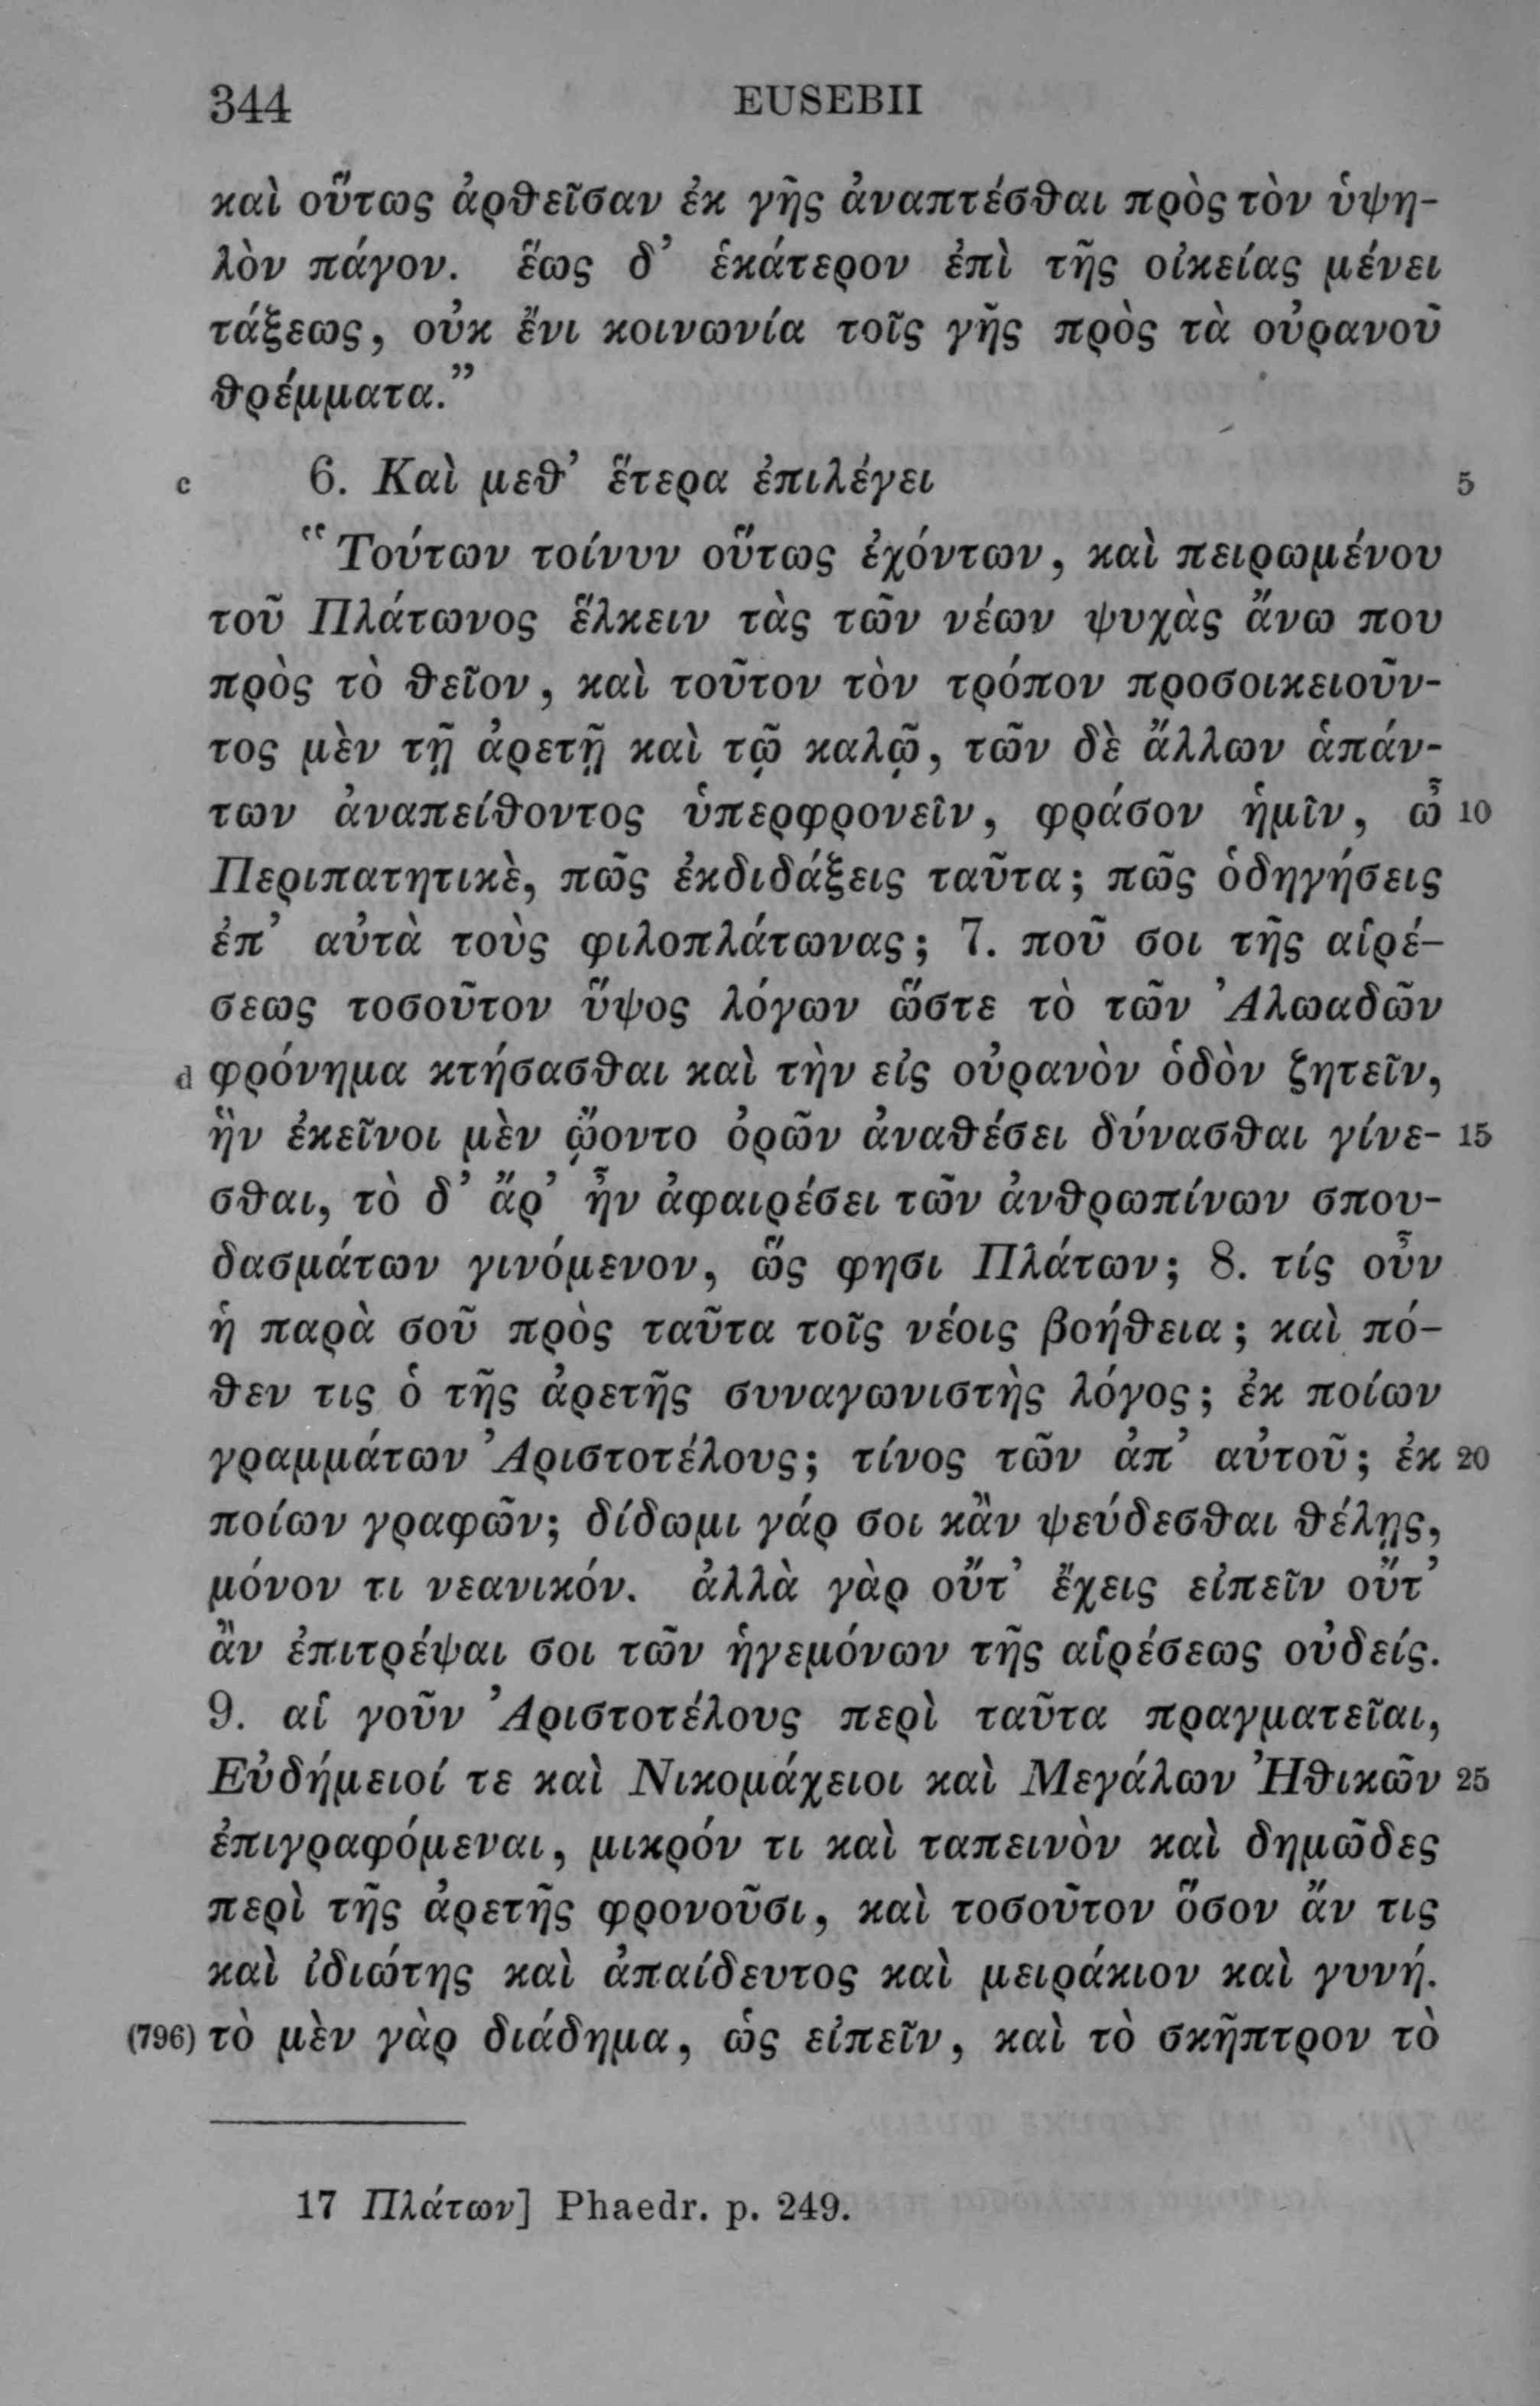 344 EUSEBII
καὶ οὕτως ἀρθεῖσαν ἐκ γῆς ἀναπτέσθαι πρὸς τὸν ὑψη-
λὸν πάγον. ἕως δ’ ἑκάτερον ἐπὶ τῆς οἰκείας μένει
τάξεως, οὐκ ἔνι κοινωνία τοῖς γῆς πρὸς τὰ οὐρανοῦ
θρέμματα.”
c 6. Καὶ μεθ’ ἕτερα ἐπιλέγει 5
“Τούτων τοίνυν οὕτως ἐχόντων, καὶ πειρωμένου
τοῦ Πλάτωνος ἕλκειν τὰς τῶν νέων ψυχὰς ἄνω που
πρὸς τὸ θεῖον, καὶ τοῦτον τὸν τρόπον προσοικειοῦν-
τος μὲν τῇ ἀρετῇ καὶ τῷ καλῷ, τῶν δὲ ἄλλων ἁπάν-
των ἀναπείθοντος ὑπερφρονεῖν, φράσον ἡμῖν, ὦ 10
Περιπατητικὲ, πῶς ἐκδιδάξεις ταῦτα; πῶς ὁδηγήσεις
ἐπ’ αὐτὰ τοὺς φιλοπλάτωνας; 7. ποῦ σοι τῆς αἱρέ-
σεως τοσοῦτον ὕψος λόγων ὥστε τὸ τῶν Ἀλωαδῶν
d φρόνημα κτήσασθαι καὶ τὴν εἰς οὐρανὸν ὁδὸν ζητεῖν,
ἣν ἐκεῖνοι μὲν ᾤοντο ὀρῶν ἀναθέσει δύνασθαι γίνε- 15
σθαι, τὸ δ’ ἄρ’ ἦν ἀφαιρέσει τῶν ἀνθρωπίνων σπου-
δασμάτων γινόμενον, ὥς φησι Πλάτων; 8. τίς οὖν
ἡ παρὰ σοῦ πρὸς ταῦτα τοῖς νέοις βοήθεια; καὶ πό-
θεν τις ὁ τῆς ἀρετῆς συναγωνιστὴς λόγος; ἐκ ποίων
γραμμάτων Ἀριστοτέλους; τίνος τῶν ἀπ’ αὐτοῦ; ἐκ 20
ποίων γραφῶν; δίδωμι γάρ σοι κἂν ψεύδεσθαι θέλῃς,
μόνον τι νεανικόν. ἀλλὰ γὰρ οὔτ’ ἔχεις εἰπεῖν οὔτ’
ἂν ἐπιτρέψαι σοι τῶν ἡγεμόνων τῆς αἱρέσεως οὐδείς.
9. αἱ γοῦν Ἀριστοτέλους περὶ ταῦτα πραγματεῖαι,
Εὐδήμειοί τε καὶ Νικομάχειοι καὶ Μεγάλων Ἠθικῶν 25
ἐπιγραφόμεναι, μικρόν τι καὶ ταπεινὸν καὶ δημῶδες
περὶ τῆς ἀρετῆς φρονοῦσι, καὶ τοσοῦτον ὅσον ἄν τις
καὶ ἰδιώτης καὶ ἀπαίδευτος καὶ μειράκιον καὶ γυνή.
(796) τὸ μὲν γὰρ διάδημα, ὡς εἰπεῖν, καὶ τὸ σκῆπτρον τὸ
17 Πλάτων] Phaedr. p. 249.